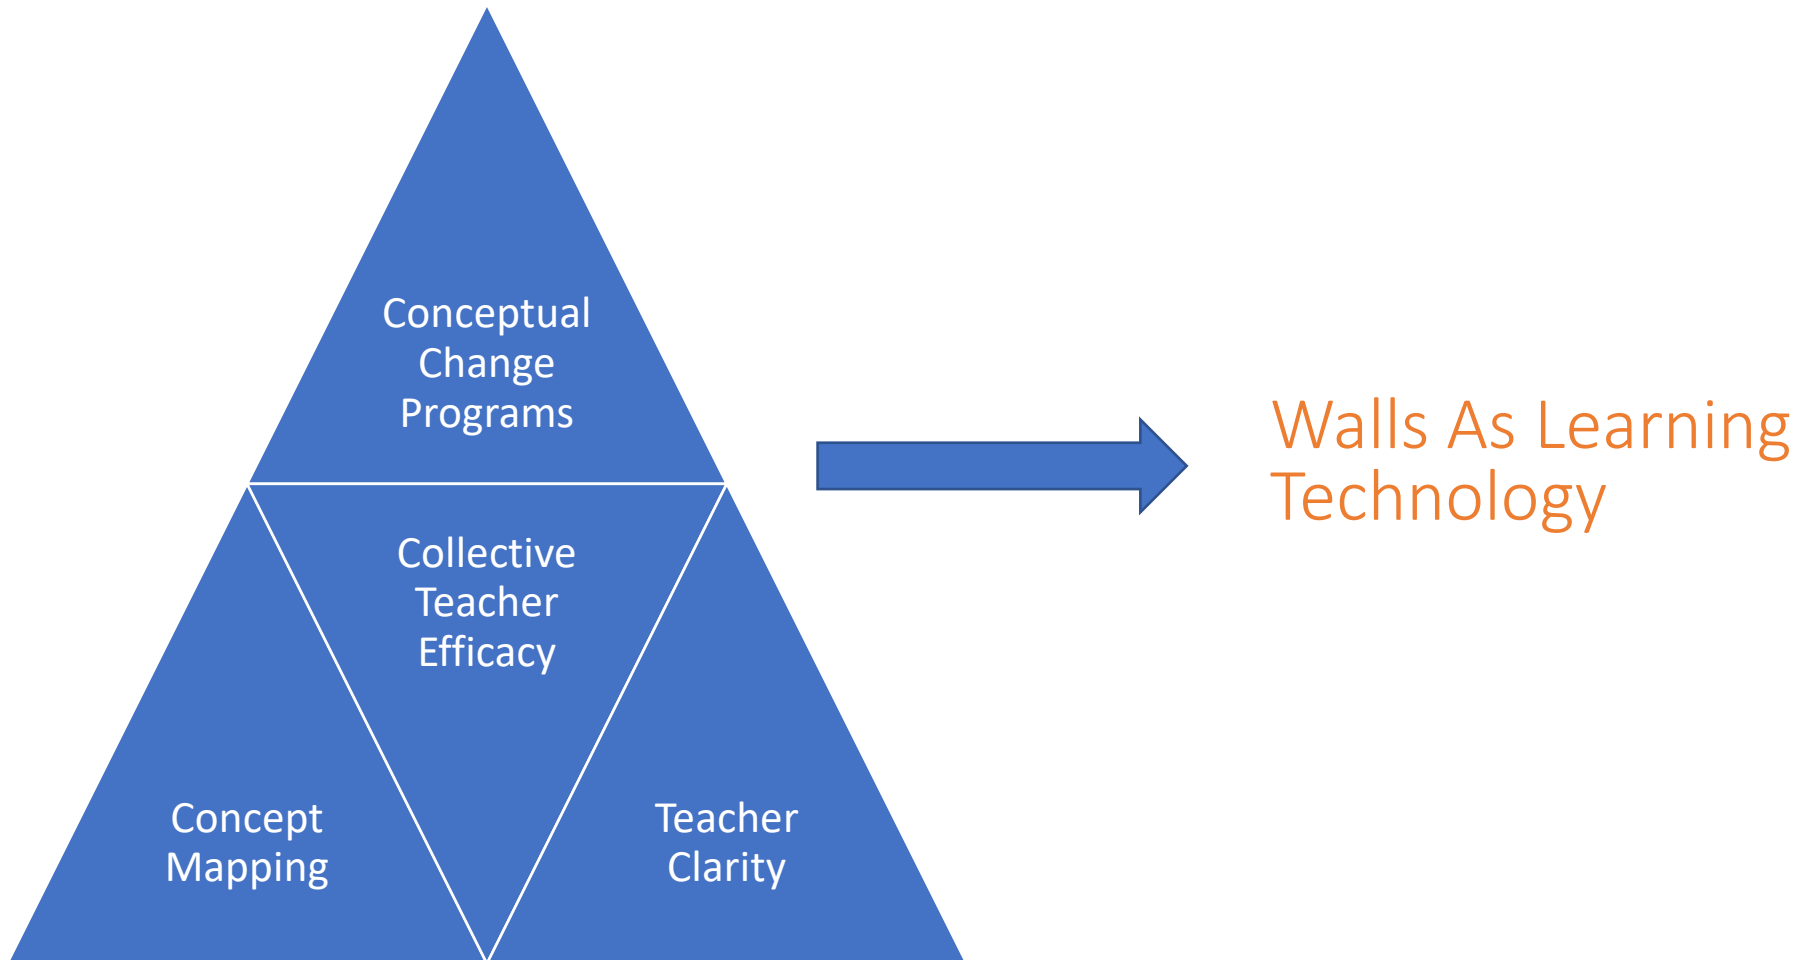 Conceptual
Change
Programs
Collective
Teacher
Efficacy
Concept
Mapping
Teacher
Clarity
Walls As Learning
Technology